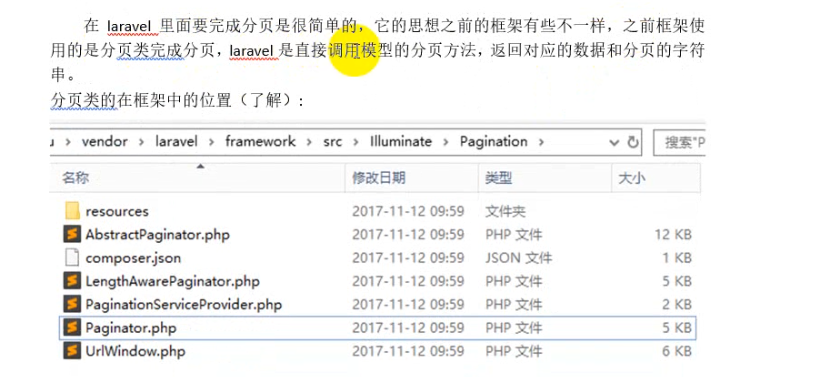 在 laravel 里面要完成分页是很简单的，它的思想之前的框架有些不一样，之前框架使
用的是分页类完成分页，laravel 是直接调用模型的分页方法，返回对应的数据和分页的字符
串。
分页类的在框架中的位置（了解）:
› vendor › laravel › framework › src › Illuminate › Pagination ›
搜索"P
名称 修改日期 类型 大小
resources 2017-11-12 09:59 文件夹
AbstractPaginator.php 2017-11-12 09:59 PHP 文件 12 KB
composer.json 2017-11-12 09:59 JSON 文件 1 KB
LengthAwarePaginator.php 2017-11-12 09:59 PHP 文件 5 KB
PaginationServiceProvider.php 2017-11-12 09:59 PHP 文件 2 KB
Paginator.php 2017-11-12 09:59 PHP 文件 5 KB
UrlWindow.php 2017-11-12 09:59 PHP 文件 6 KB